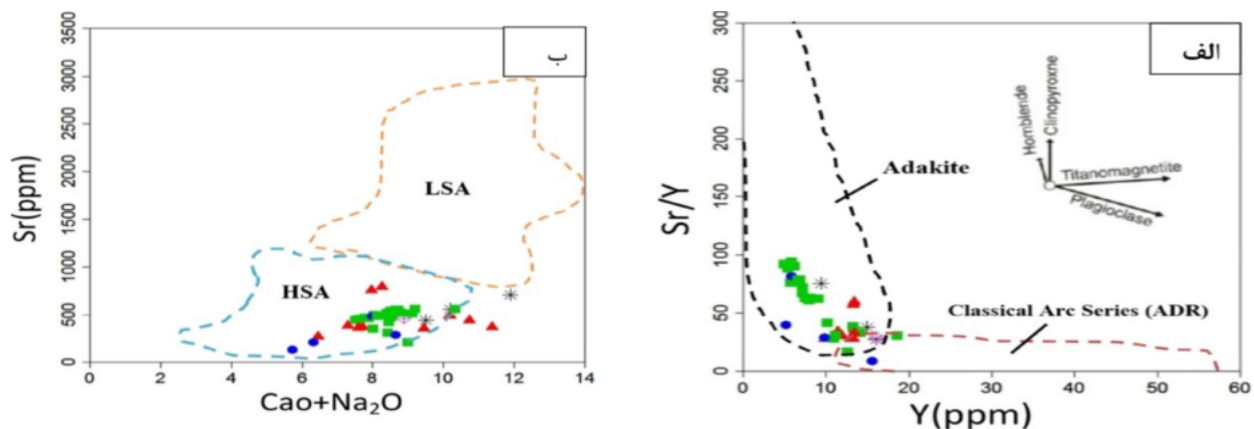 ب
3500
3000
2500
2000
1500
1000
500
0
Sr(ppm)
LSA
HSA
0 2 4 6 8 10 12 14
Cao+Na₂O
الف
300
250
200
150
100
50
0
Sr/Y
Adakite
Hornblende
Clinopyroxne
Titanomagnetite
Plagioclase
Classical Arc Series (ADR)
0 10 20 30 40 50 60
Y(ppm)